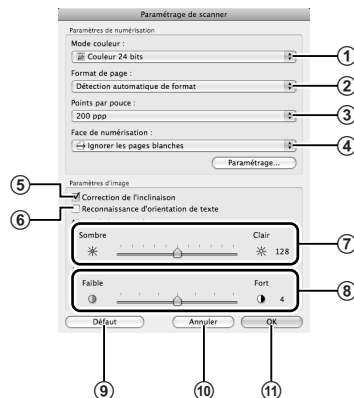 Paramétrage de scanner
Paramètres de numérisation
Mode couleur :
Couleur 24 bits
1
Format de page :
Détection automatique de format
2
Points par pouce :
200 ppp
3
Face de numérisation :
Ignorer les pages blanches
4
Paramétrage...
Paramètres d'image
5
Correction de l'inclinaison
6
Reconnaissance d'orientation de texte
Sombre Clair
128
7
Faible Fort
4
8
Défaut Annuler OK
9 10 11